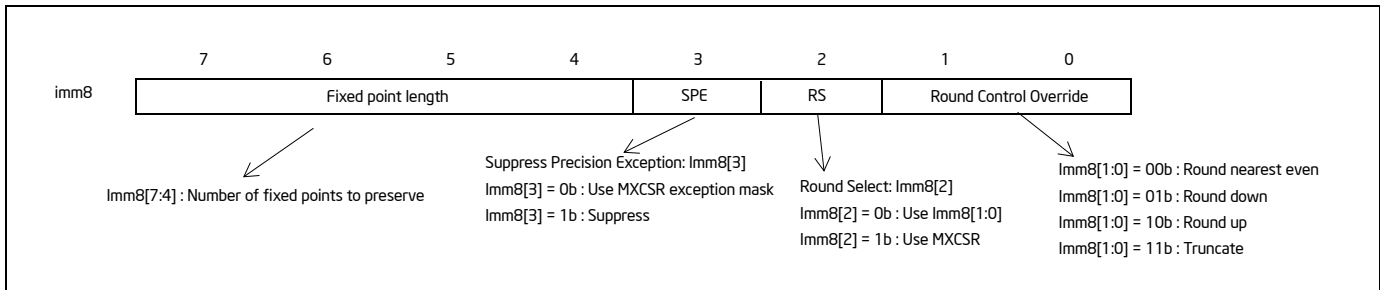 7 6 5 4 3 2 1 0
imm8 Fixed point length SPE RS Round Control Override
Imm8[7:4] : Number of fixed points to preserve
Suppress Precision Exception: Imm8[3]
Imm8[3] = 0b : Use MXCSR exception mask
Imm8[3] = 1b : Suppress
Round Select: Imm8[2]
Imm8[2] = 0b : Use Imm8[1:0]
Imm8[2] = 1b : Use MXCSR
Imm8[1:0] = 00b : Round nearest even
Imm8[1:0] = 01b : Round down
Imm8[1:0] = 10b : Round up
Imm8[1:0] = 11b : Truncate